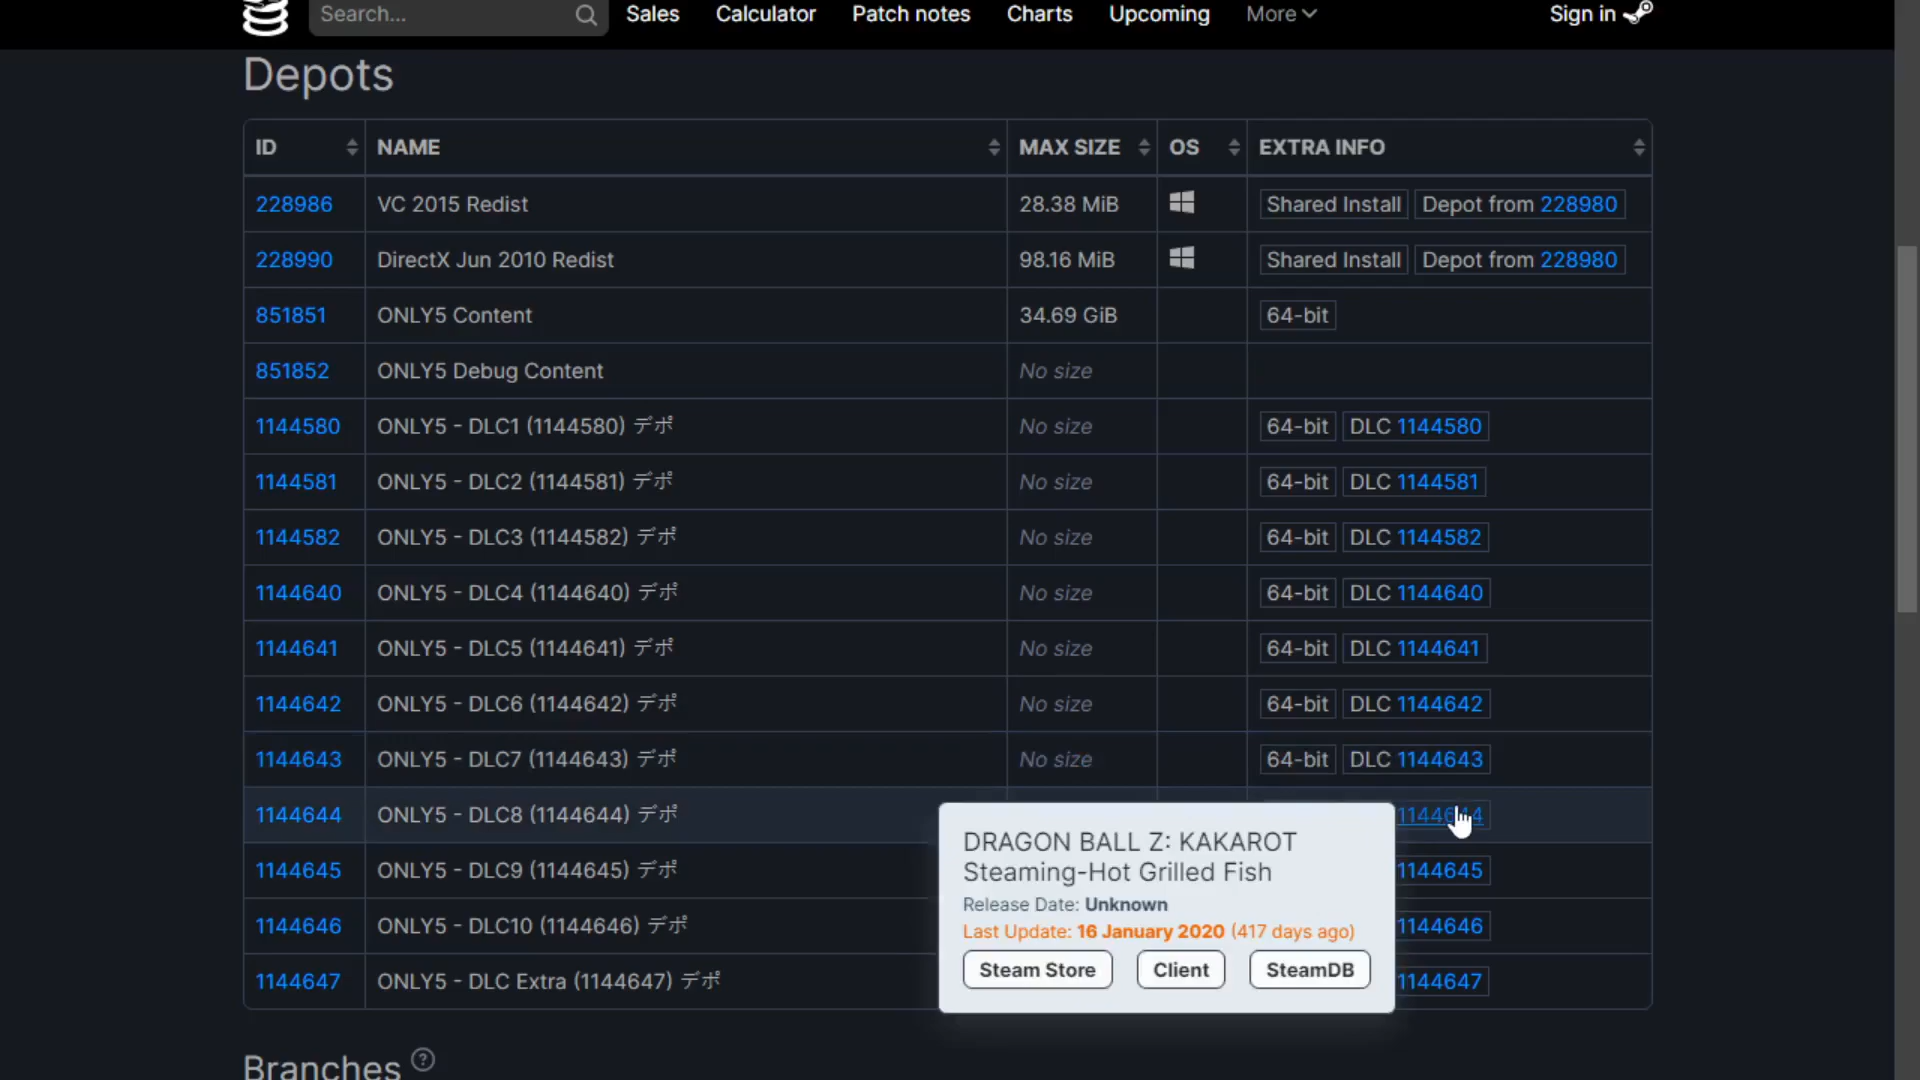 Search...
Sales
Calculator
Patch notes
Charts
Upcoming
More
Sign in
Depots
ID NAME MAX SIZE OS EXTRA INFO
228986 VC 2015 Redist 28.38 MiB Shared Install Depot from 228980
228990 DirectX Jun 2010 Redist 98.16 MiB Shared Install Depot from 228980
851851 ONLY5 Content 34.69 GiB 64-bit
851852 ONLY5 Debug Content No size
1144580 ONLY5 - DLC1 (1144580) デポ No size 64-bit DLC 1144580
1144581 ONLY5 - DLC2 (1144581) デポ No size 64-bit DLC 1144581
1144582 ONLY5 - DLC3 (1144582) デポ No size 64-bit DLC 1144582
1144640 ONLY5 - DLC4 (1144640) デポ No size 64-bit DLC 1144640
1144641 ONLY5 - DLC5 (1144641) デポ No size 64-bit DLC 1144641
1144642 ONLY5 - DLC6 (1144642) デポ No size 64-bit DLC 1144642
1144643 ONLY5 - DLC7 (1144643) デポ No size 64-bit DLC 1144643
1144644 ONLY5 - DLC8 (1144644) デポ
1144645 ONLY5 - DLC9 (1144645) デポ 1144645
1144646 ONLY5 - DLC10 (1144646) デポ 1144646
1144647 ONLY5 - DLC Extra (1144647) デポ 1144647
DRAGON BALL Z: KAKAROT
Steaming-Hot Grilled Fish
Release Date: Unknown
Last Update: 16 January 2020 (417 days ago)
Steam Store
Client
SteamDB
Branches ?